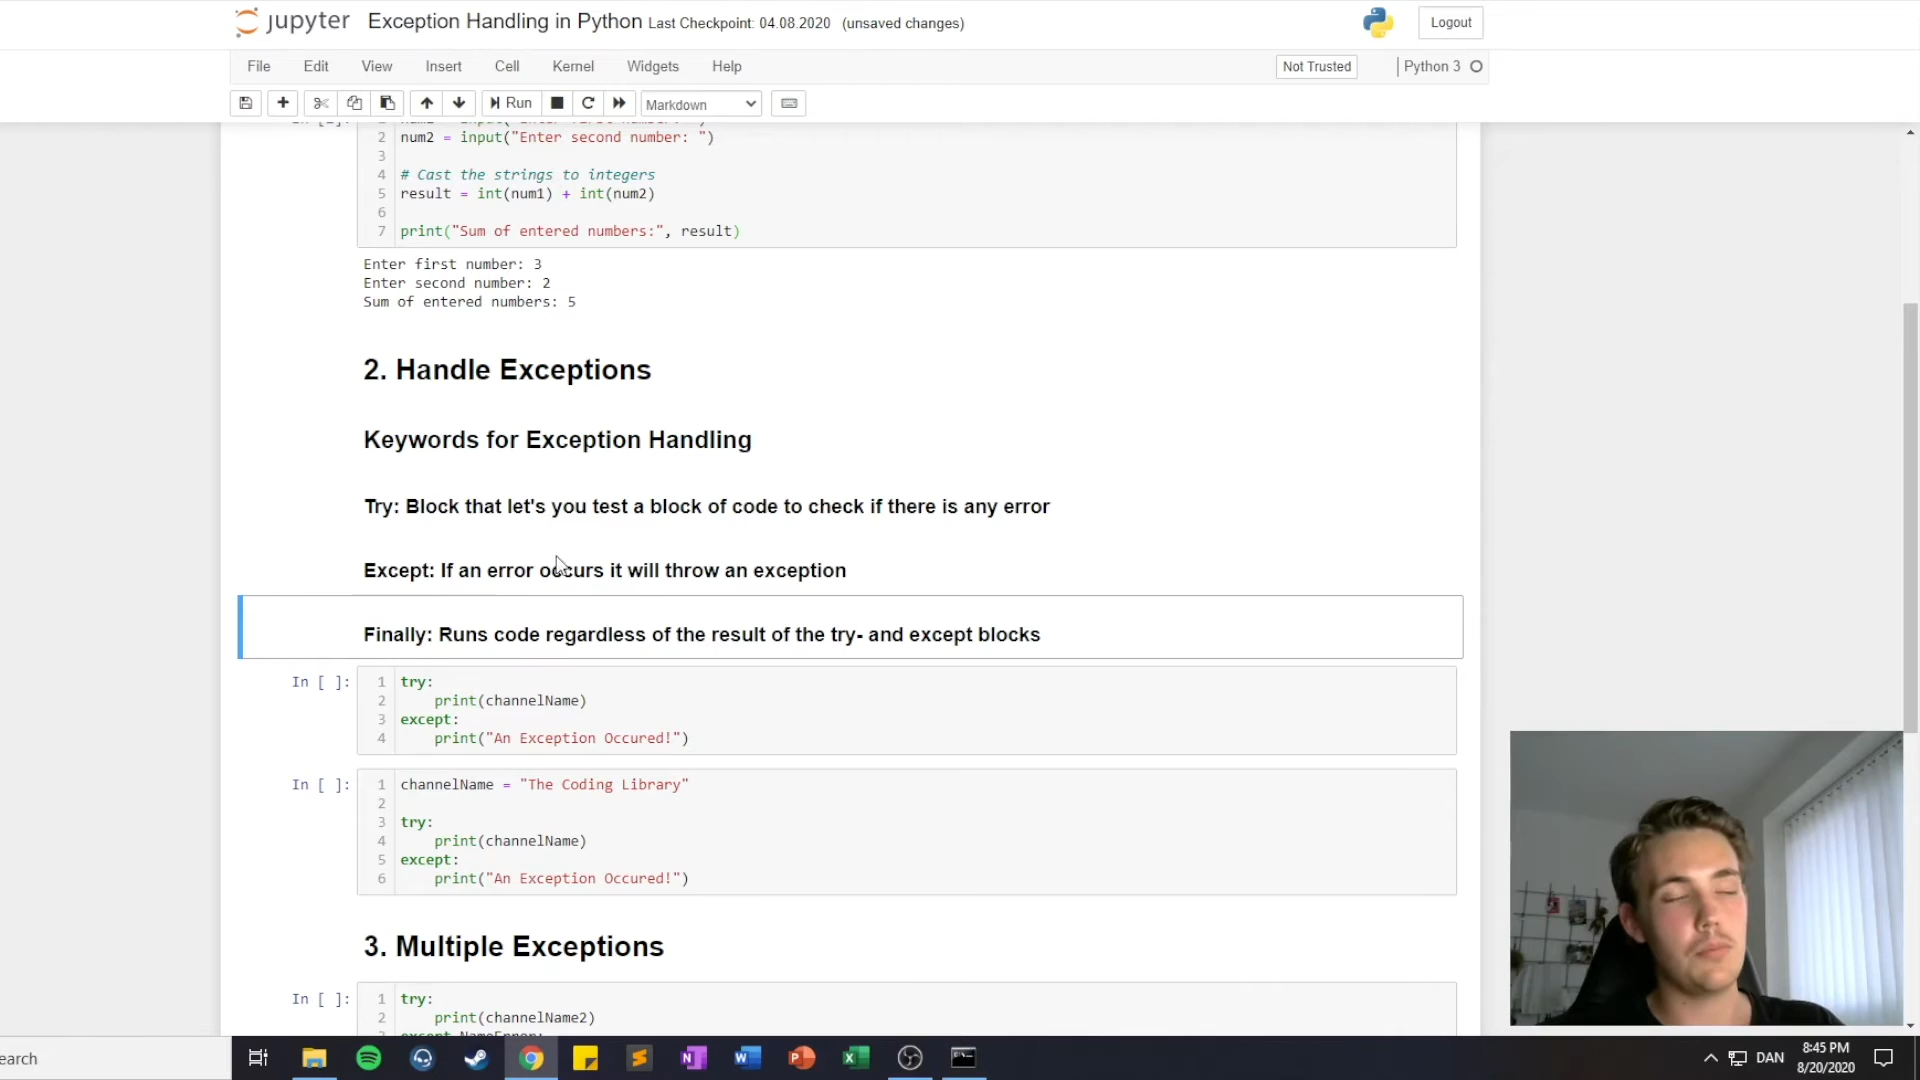 jupyter Exception Handling in Python Last Checkpoint: 04.08.2020 (unsaved changes) Logout
File Edit View Insert Cell Kernel Widgets Help Not Trusted Python 3
Run Markdown
2 num2 = input("Enter second number: ")
3
4 # Cast the strings to integers
5 result = int(num1) + int(num2)
6
7 print("Sum of entered numbers:", result)
Enter first number: 3
Enter second number: 2
Sum of entered numbers: 5
2. Handle Exceptions
Keywords for Exception Handling
Try: Block that let's you test a block of code to check if there is any error
Except: If an error occurs it will throw an exception
Finally: Runs code regardless of the result of the try- and except blocks
In [ ]: 1 try:
2 print(channelName)
3 except:
4 print("An Exception Occured!")
In [ ]: 1 channelName = "The Coding Library"
2
3 try:
4 print(channelName)
5 except:
6 print("An Exception Occured!")
3. Multiple Exceptions
In [ ]: 1 try:
2 print(channelName2)
except NameError:
earch DAN 8:45 PM
8/20/2020